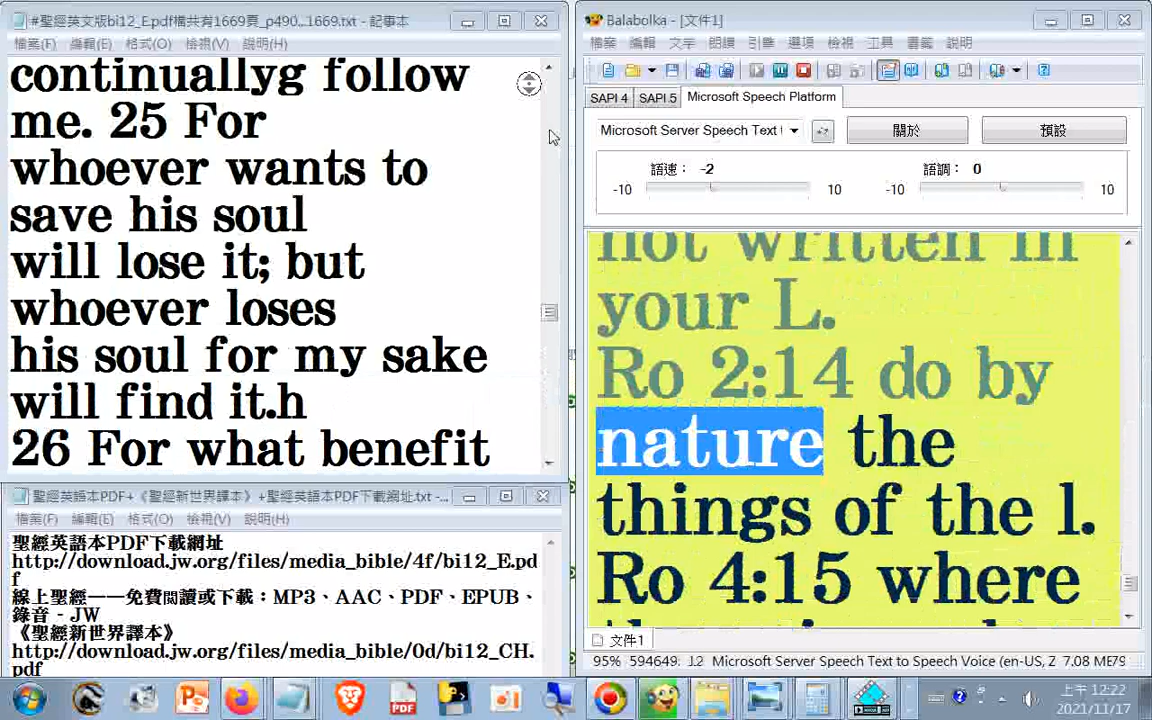 #聖經英文版bi12_E.pdf檔共有1669頁_p490...1669.txt - 記事本
檔案(F) 編輯(E) 格式(O) 檢視(V) 說明(H)
continuallyg follow
me. 25 For
whoever wants to
save his soul
will lose it; but
whoever loses
his soul for my sake
will find it.h
26 For what benefit
聖經英語本PDF+《聖經新世界譯本》+聖經英語本PDF下載網址.txt -...
檔案(F) 編輯(E) 格式(O) 檢視(V) 說明(H)
聖經英語本PDF下載網址
http://download.jw.org/files/media_bible/4f/bi12_E.pd
f
線上聖經——免費閱讀或下載：MP3、AAC、PDF、EPUB、
錄音 - JW
《聖經新世界譯本》
http://download.jw.org/files/media_bible/0d/bi12_CH.
pdf
Balabolka - [文件1]
檔案 編輯 文字 朗讀 引擎 選項 檢視 工具 書籤 說明
SAPI 4 SAPI 5 Microsoft Speech Platform
Microsoft Server Speech Text 關於 預設
語速： -2 語調： 0
-10 10 -10 10
not written in
your L.
Ro 2:14 do by
nature the
things of the l.
Ro 4:15 where
文件1
95% 594649: Microsoft Server Speech Text to Speech Voice (en-US, Z 7.08 ME79
上午 12:22
2021/11/17